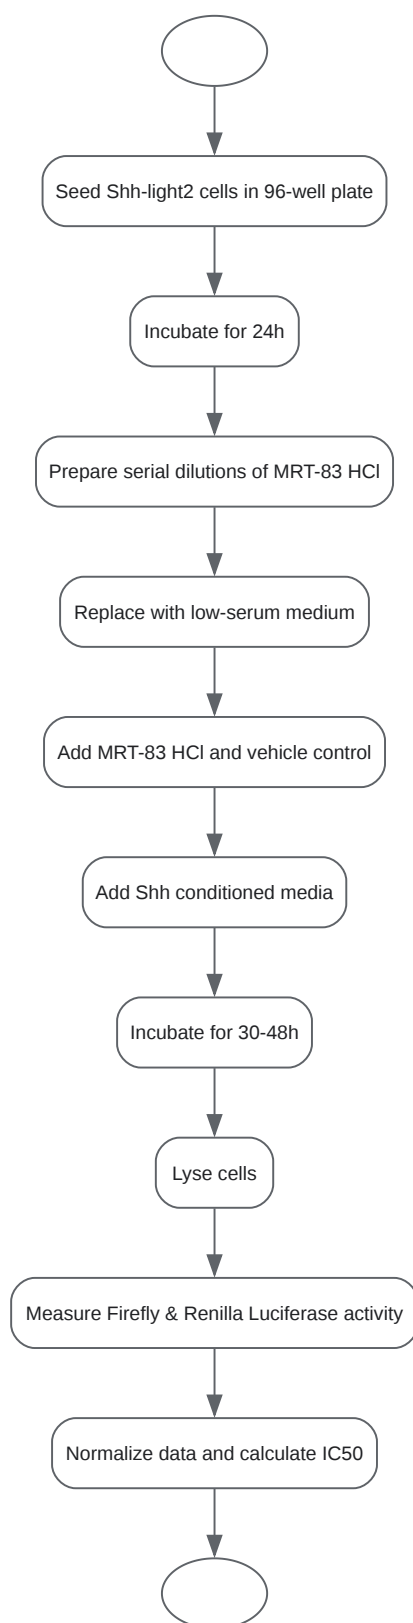 Seed Shh-light2 cells in 96-well plate
Incubate for 24h
Prepare serial dilutions of MRT-83 HCl
Replace with low-serum medium
Add MRT-83 HCl and vehicle control
Add Shh conditioned media
Incubate for 30-48h
Lyse cells
Measure Firefly & Renilla Luciferase activity
Normalize data and calculate IC50